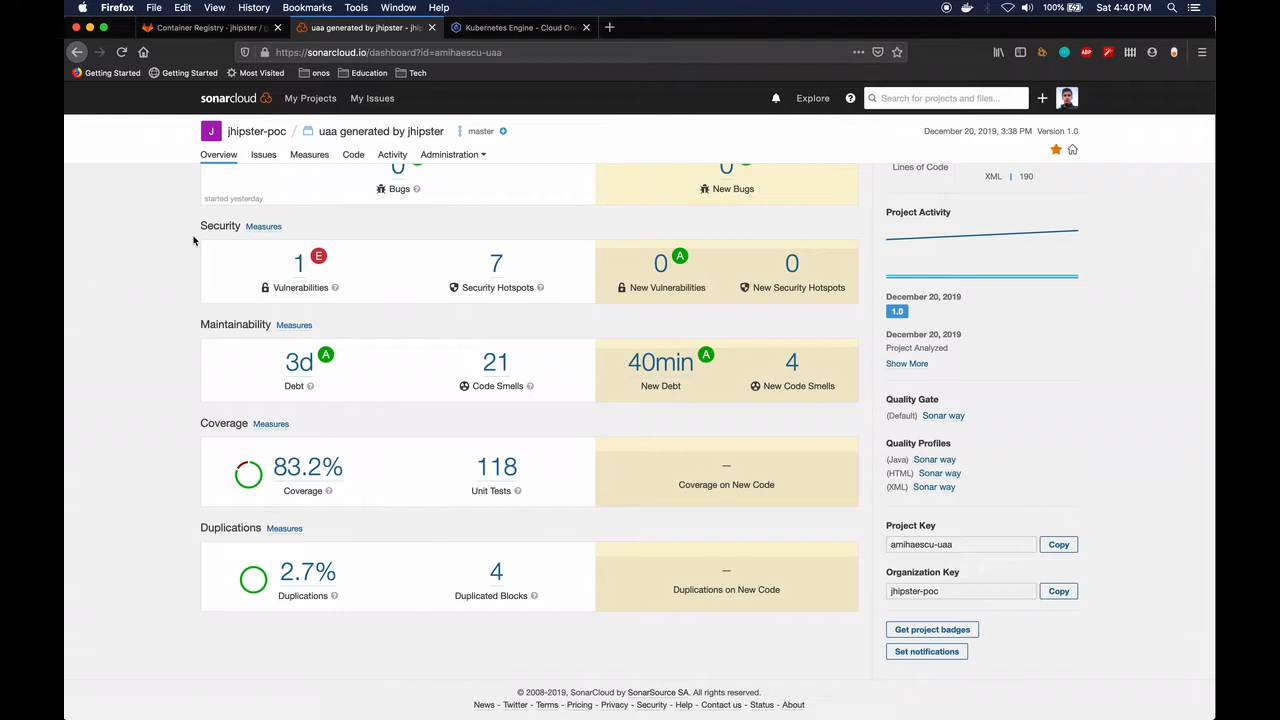 Firefox File Edit View History Bookmarks Tools Window Help 100% Sat 4:40 PM
Container Registry · jhipster / g × uaa generated by jhipster - jhi × Kubernetes Engine - Cloud One ×
https://sonarcloud.io/dashboard?id=amihaescu-uaa
Getting Started Getting Started Most Visited onos Education Tech
sonarcloud My Projects My Issues Explore Search for projects and files...
J jhipster-poc / uaa generated by jhipster master December 20, 2019, 3:38 PM Version 1.0
Overview Issues Measures Code Activity Administration
0 0 Lines of Code
XML 190
Bugs New Bugs
started yesterday
Project Activity
Security Measures
1 E 7 0 A 0
Vulnerabilities Security Hotspots New Vulnerabilities New Security Hotspots
December 20, 2019
1.0
Maintainability Measures
December 20, 2019
Project Analyzed
3d A 21 40min A 4
Show More
Debt Code Smells New Debt New Code Smells
Quality Gate
(Default) Sonar way
Coverage Measures
Quality Profiles
(Java) Sonar way
83.2% 118 –
(HTML) Sonar way
Coverage Unit Tests Coverage on New Code
(XML) Sonar way
Duplications Measures
Project Key
amihaescu-uaa Copy
2.7% 4 –
Organization Key
Duplications Duplicated Blocks Duplications on New Code
jhipster-poc Copy
Get project badges
Set notifications
© 2008-2019, SonarCloud by SonarSource SA. All rights reserved.
News - Twitter - Terms - Pricing - Privacy - Security - Help - Contact us - Status - About